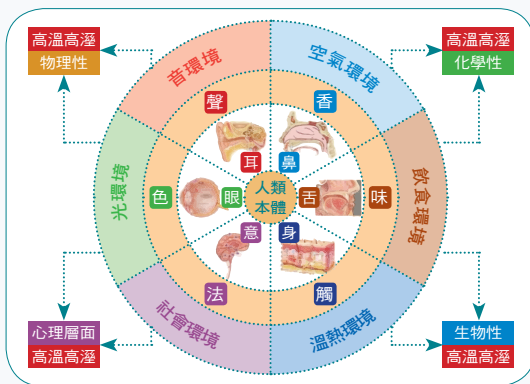 高溫高溼
物理性
高溫高溼
化學性
音環境
空氣環境
光環境
飲食環境
社會環境
溫熱環境
聲
香
色
味
法
觸
耳
鼻
眼
舌
意
身
人類
本體
心理層面
高溫高溼
生物性
高溫高溼